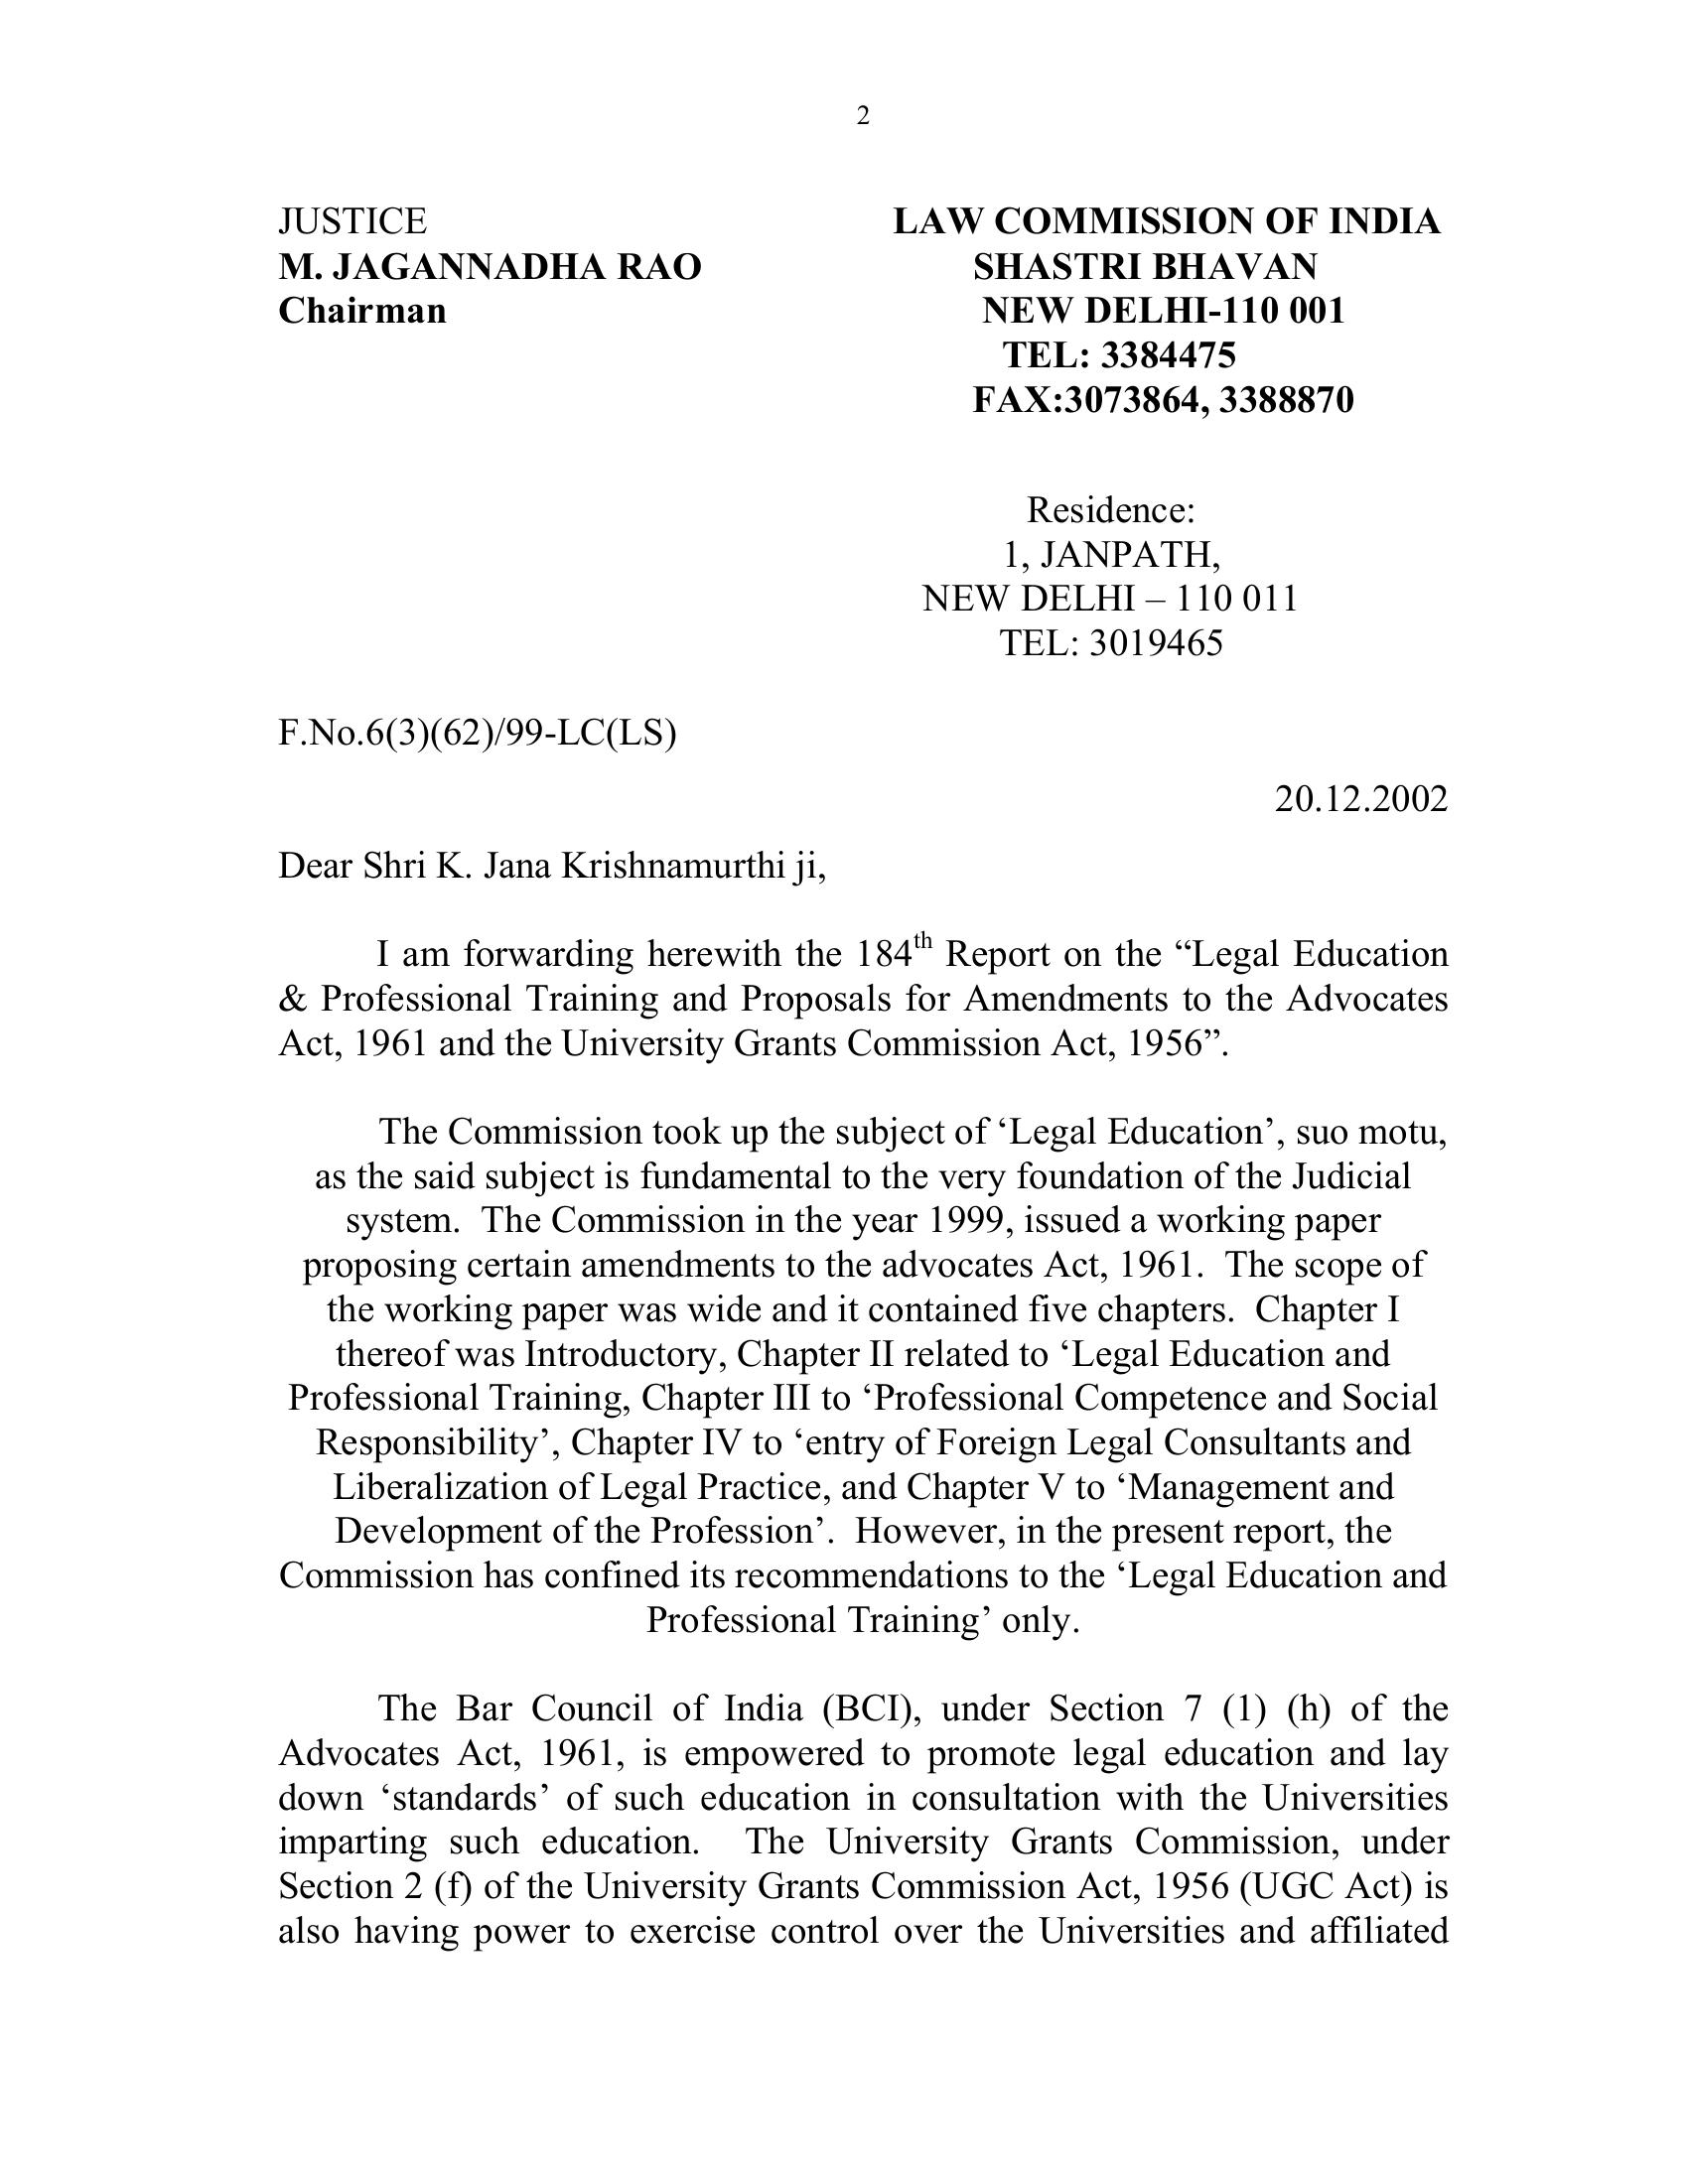 2
JUSTICE
M. JAGANNADHA RAO
Chairman
LAW COMMISSION OF INDIA
SHASTRI BHAVAN
NEW DELHI-110 001
TEL: 3384475
FAX:3073864, 3388870
Residence:
1, JANPATH,
NEW DELHI – 110 011
TEL: 3019465
F.No.6(3)(62)/99-LC(LS)
20.12.2002
Dear Shri K. Jana Krishnamurthi ji,
I am forwarding herewith the 184th Report on the “Legal Education
& Professional Training and Proposals for Amendments to the Advocates
Act, 1961 and the University Grants Commission Act, 1956”.
The Commission took up the subject of ‘Legal Education’, suo motu,
as the said subject is fundamental to the very foundation of the Judicial
system.  The Commission in the year 1999, issued a working paper
proposing certain amendments to the advocates Act, 1961.  The scope of
the working paper was wide and it contained five chapters.  Chapter I
thereof was Introductory, Chapter II related to ‘Legal Education and
Professional Training, Chapter III to ‘Professional Competence and Social
Responsibility’, Chapter IV to ‘entry of Foreign Legal Consultants and
Liberalization of Legal Practice, and Chapter V to ‘Management and
Development of the Profession’.  However, in the present report, the
Commission has confined its recommendations to the ‘Legal Education and
Professional Training’ only.
The Bar Council of India (BCI), under Section 7 (1) (h) of the
Advocates Act, 1961, is empowered to promote legal education and lay
down ‘standards’ of such education in consultation with the Universities
imparting such education.  The University Grants Commission, under
Section 2 (f) of the University Grants Commission Act, 1956 (UGC Act) is
also having power to exercise control over the Universities and affiliated